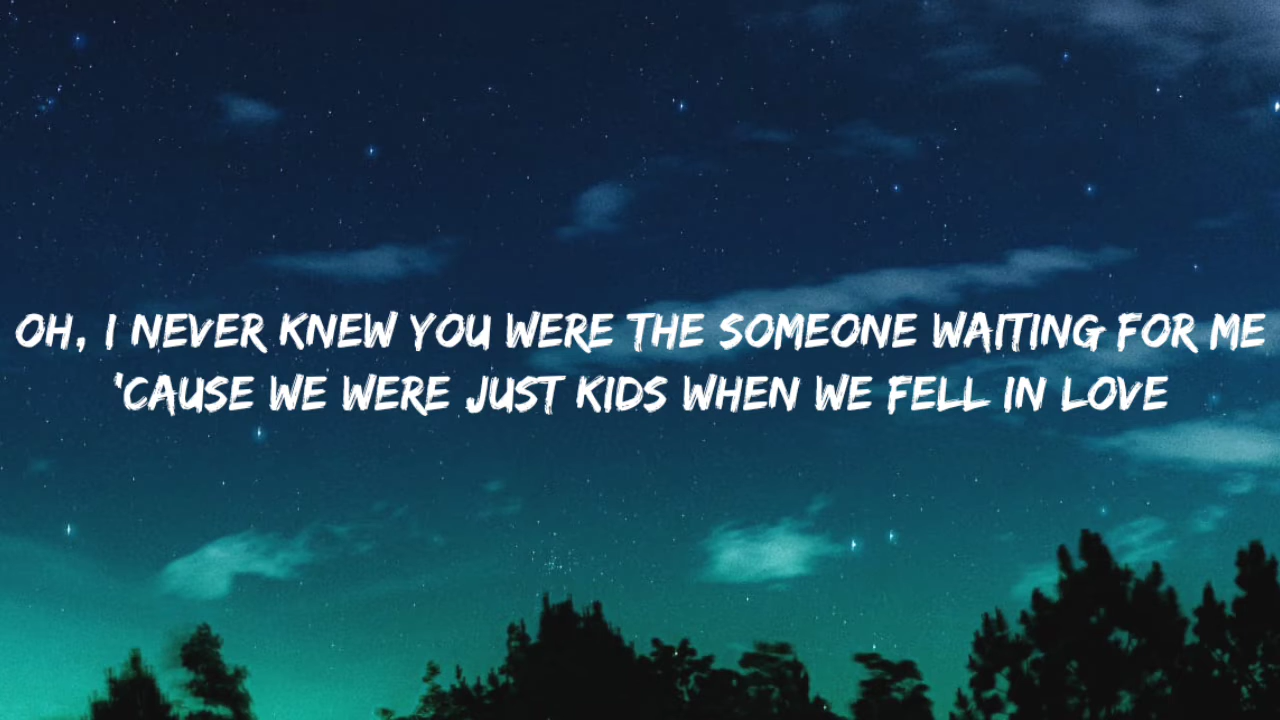 OH, I NEVER KNEW YOU WERE THE SOMEONE WAITING FOR ME
'CAUSE WE WERE JUST KIDS WHEN WE FELL IN LOVE